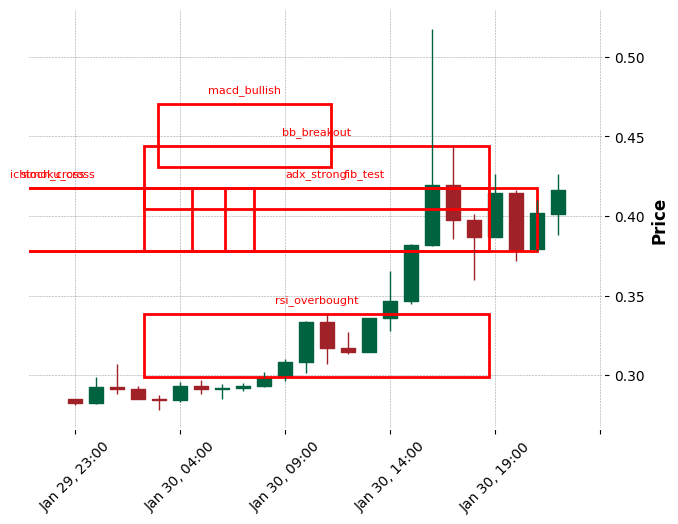 macd_bullish
bb_breakout
adx_strong
fib_test
rsi_overbought
0.50
0.45
0.40
0.35
0.30
Price
Jan 29, 23:00
Jan 30, 04:00
Jan 30, 09:00
Jan 30, 14:00
Jan 30, 19:00